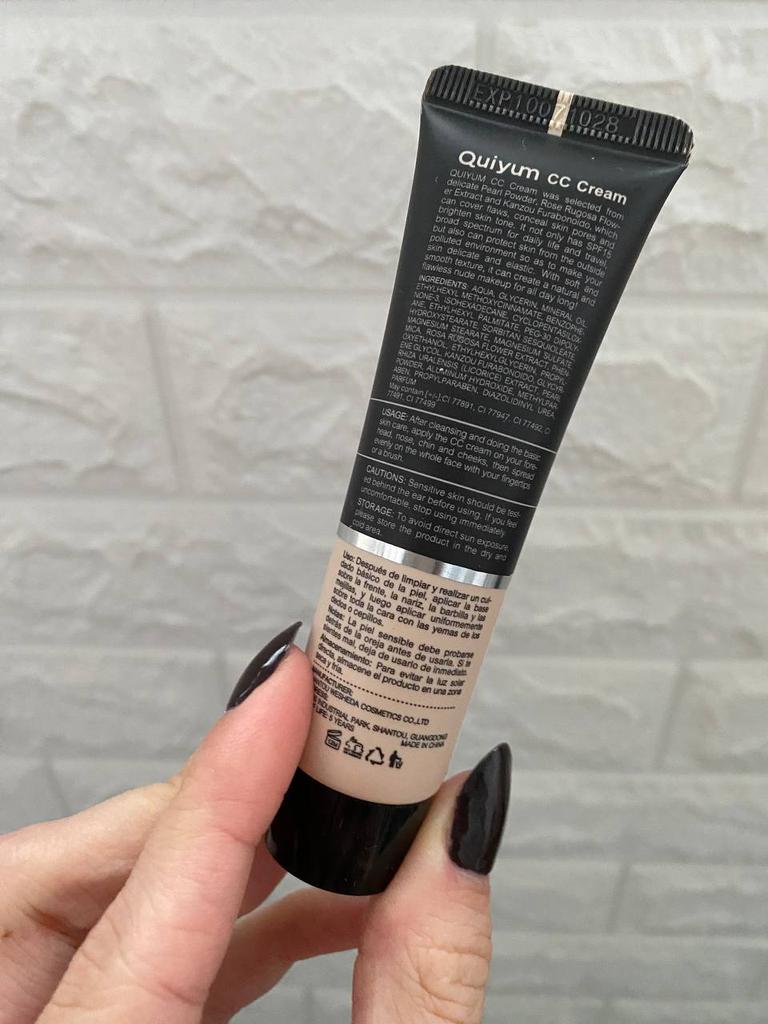 EXP10071028
Quiyum CC Cream
QUIYUM CC Cream was selected from
delicate Pearl Powder, Rose Rugosa Flow-
er Extract and Kanzou Furabonoido, which
can cover flaws, conceal skin pores and
brighten skin tone. It not only has SPF 15
broad spectrum for daily life and travel
but also can protect skin from the outside
polluted environment so as to make your
skin delicate and elastic. With soft and
smooth texture, it can create a natural and
flawless nude makeup for all day long!
INGREDIENTS: AQUA, GLYCERIN, MINERAL OIL,
ETHYLHEXYL METHOXYCINNAMATE, BENZOPHE-
NONE-3, ISOHEXADECANE, CYCLOPENTASILOX-
ANE, ETHYLHEXYL PALMITATE, PEG-30 DIPOLY-
HYDROXYSTEARATE, SORBITAN SESQUIOLEATE,
MAGNESIUM STEARATE, MAGNESIUM SULFATE,
MICA, ROSA RUGOSA FLOWER EXTRACT, PHEN-
OXYETHANOL, ETHYLHEXYLGLYCERIN, PROPYL-
ENE GLYCOL, KANZOU FURABONOIDO, GLYCYR-
RHIZA URALENSIS (LICORICE) EXTRACT, PEARL
POWDER, ALUMINUM HYDROXIDE, METHYLPAR-
ABEN, PROPYLPARABEN, DIAZOLIDINYL UREA,
PARFUM
May contain [+/-]:CI 77891, CI 77947, CI 77492, CI
77491, CI 77499
USAGE: After cleansing and doing the basic
skin care, apply the CC cream on your fore-
head, nose, chin and cheeks, then spread
evenly on the whole face with your fingertips
or a brush.
CAUTIONS: Sensitive skin should be test-
ed behind the ear before using. If you feel
uncomfortable, stop using immediately.
STORAGE: To avoid direct sun exposure,
please store the product in the dry and
cold area.
Uso: Después de limpiar y realizar un cui-
dado básico de la piel, aplicar la base
sobre la frente, la nariz, la barbilla y las
mejillas, y luego aplicar uniformemente
sobre toda la cara con las yemas de los
dedos o cepillos.
Notas: La piel sensible debe probarse
detrás de la oreja antes de usarla. Si te
sientes mal, deja de usarlo de inmediato.
Almacenamiento: Para evitar la luz solar
directa, almacene el producto en una zona
seca y fría.
MANUFACTURER:
SHANTOU WESHEDA COSMETICS CO.,LTD
INDUSTRIAL PARK, SHANTOU, GUANGDONG
LIFE: 5 YEARS MADE IN CHINA